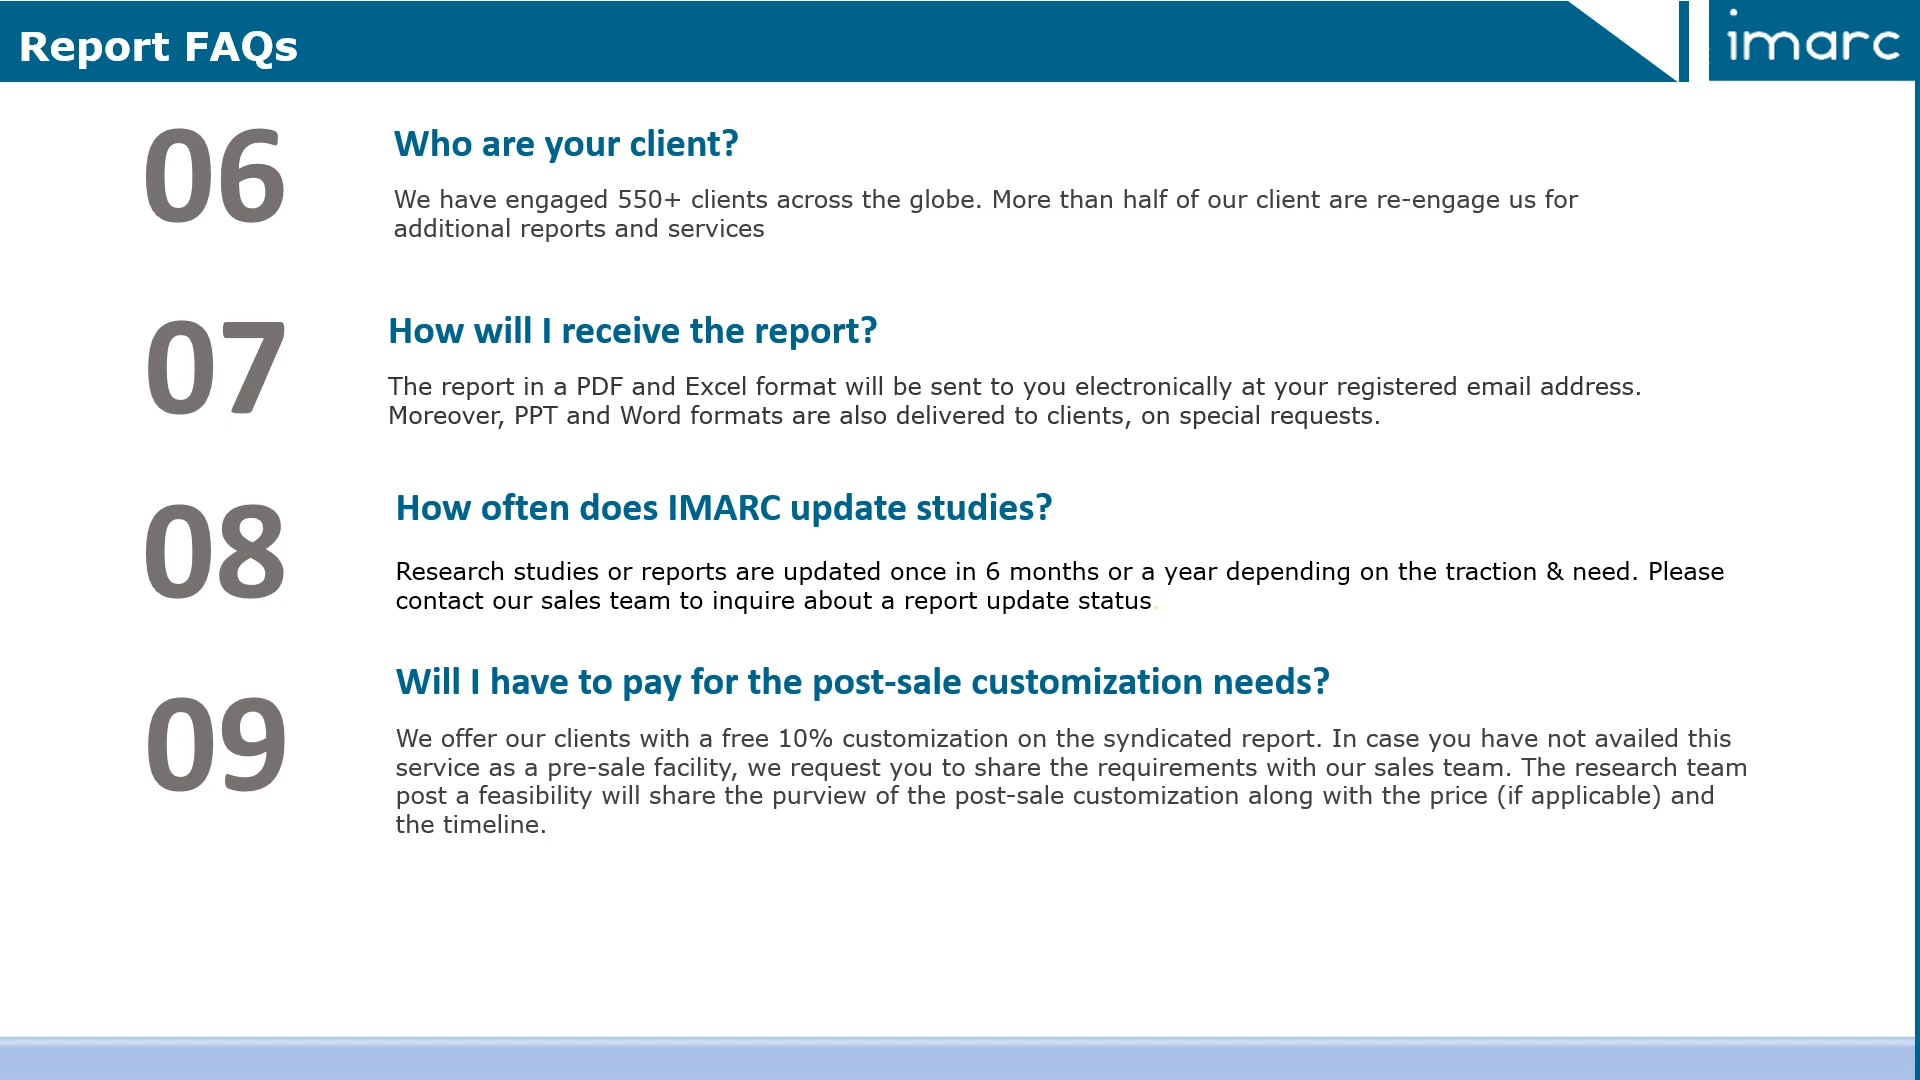 Report FAQs
imarc
06
Who are your client?
We have engaged 550+ clients across the globe. More than half of our client are re-engage us for
additional reports and services
07
How will I receive the report?
The report in a PDF and Excel format will be sent to you electronically at your registered email address.
Moreover, PPT and Word formats are also delivered to clients, on special requests.
08
How often does IMARC update studies?
Research studies or reports are updated once in 6 months or a year depending on the traction & need. Please
contact our sales team to inquire about a report update status.
09
Will I have to pay for the post-sale customization needs?
We offer our clients with a free 10% customization on the syndicated report. In case you have not availed this
service as a pre-sale facility, we request you to share the requirements with our sales team. The research team
post a feasibility will share the purview of the post-sale customization along with the price (if applicable) and
the timeline.